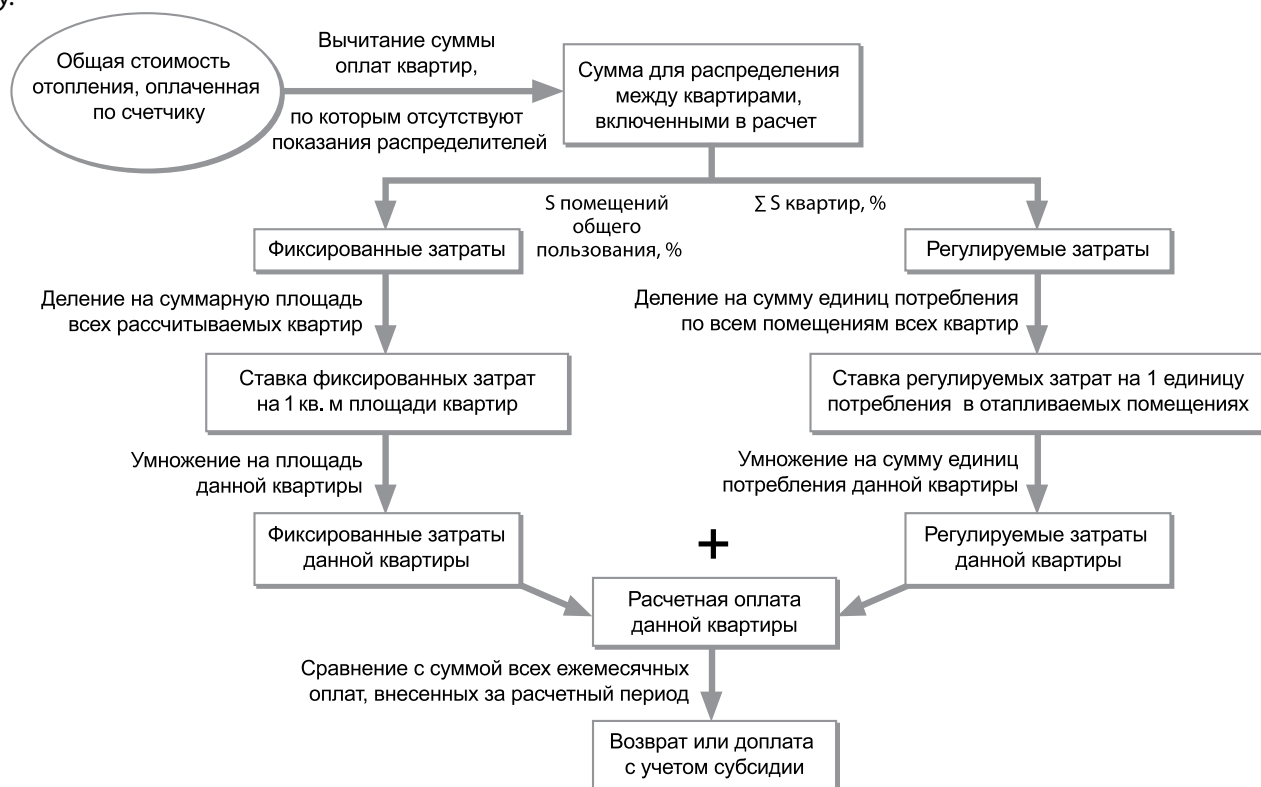 у.
Общая стоимость
отопления, оплаченная
по счетчику
Вычитание суммы
оплат квартир,
по которым отсутствуют
показания распределителей
Сумма для распределения
между квартирами,
включенными в расчет
S помещений
общего
пользования, %
∑ S квартир, %
Фиксированные затраты
Регулируемые затраты
Деление на суммарную площадь
всех рассчитываемых квартир
Деление на сумму единиц потребления
по всем помещениям всех квартир
Ставка фиксированных затрат
на 1 кв. м площади квартир
Ставка регулируемых затрат на 1 единицу
потребления в отапливаемых помещениях
Умножение на площадь
данной квартиры
Умножение на сумму единиц
потребления данной квартиры
Фиксированные затраты
данной квартиры
+
Регулируемые затраты
данной квартиры
Расчетная оплата
данной квартиры
Сравнение с суммой всех ежемесячных
оплат, внесенных за расчетный период
Возврат или доплата
с учетом субсидии